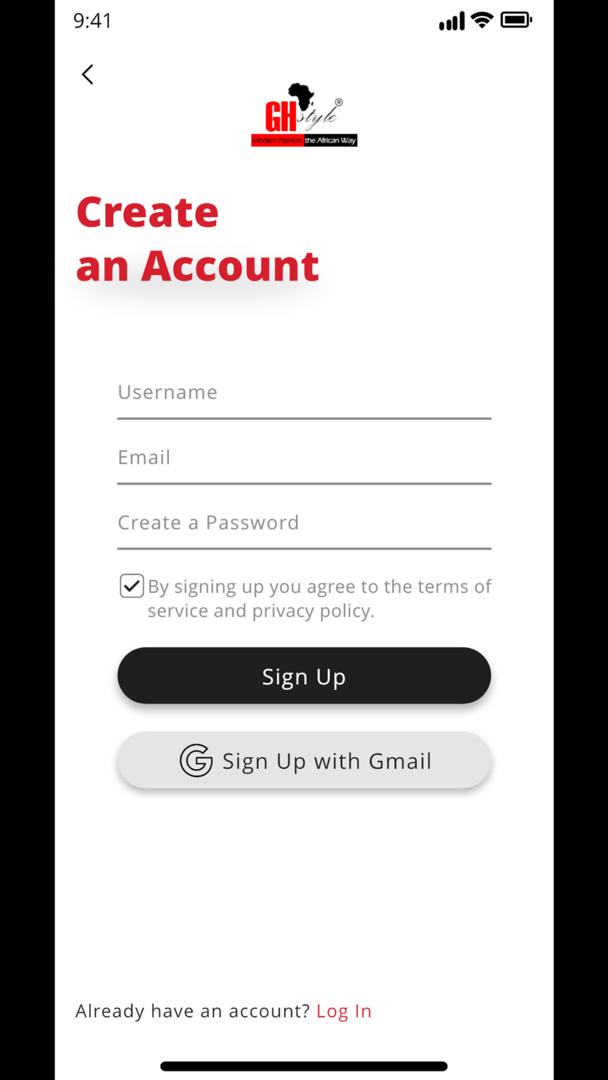 9:41
GHstyle®
Modern Fashion the African Way
Create
an Account
Username
Email
Create a Password
By signing up you agree to the terms of
service and privacy policy.
Sign Up
Sign Up with Gmail
Already have an account? Log In